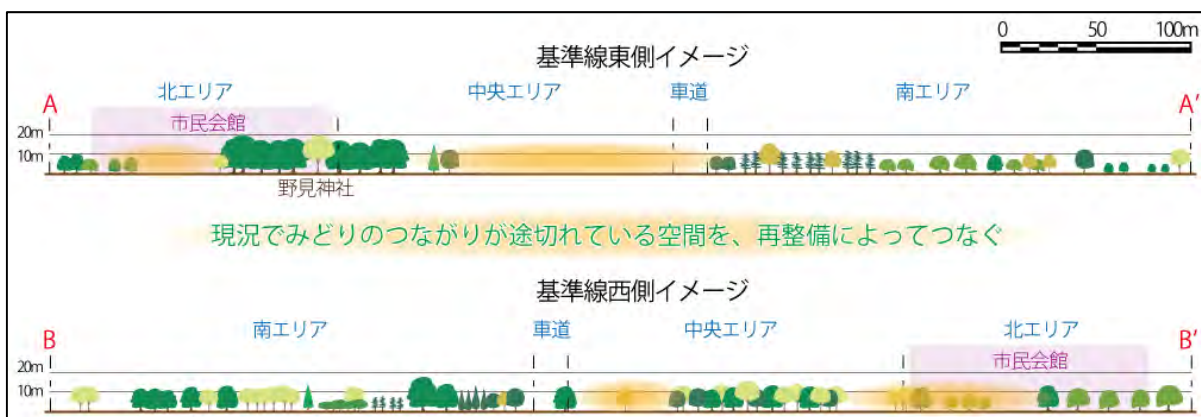 0 50 100m
基準線東側イメージ
北エリア 中央エリア 車道 南エリア
A A'
市民会館
20m
10m
野見神社
現況でみどりのつながりが途切れている空間を、再整備によってつなぐ
基準線西側イメージ
南エリア 車道 中央エリア 北エリア
B B'
市民会館
20m
10m